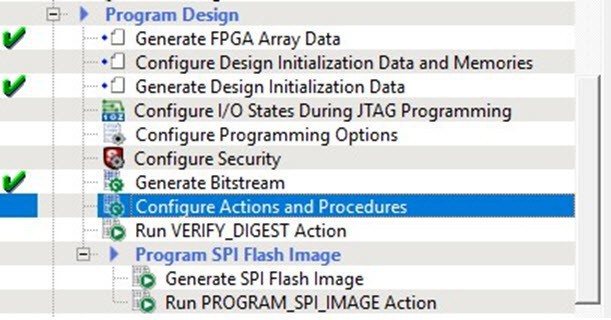 Program Design
Generate FPGA Array Data
Configure Design Initialization Data and Memories
Generate Design Initialization Data
Configure I/O States During JTAG Programming
Configure Programming Options
Configure Security
Generate Bitstream
Configure Actions and Procedures
Run VERIFY_DIGEST Action
Program SPI Flash Image
Generate SPI Flash Image
Run PROGRAM_SPI_IMAGE Action